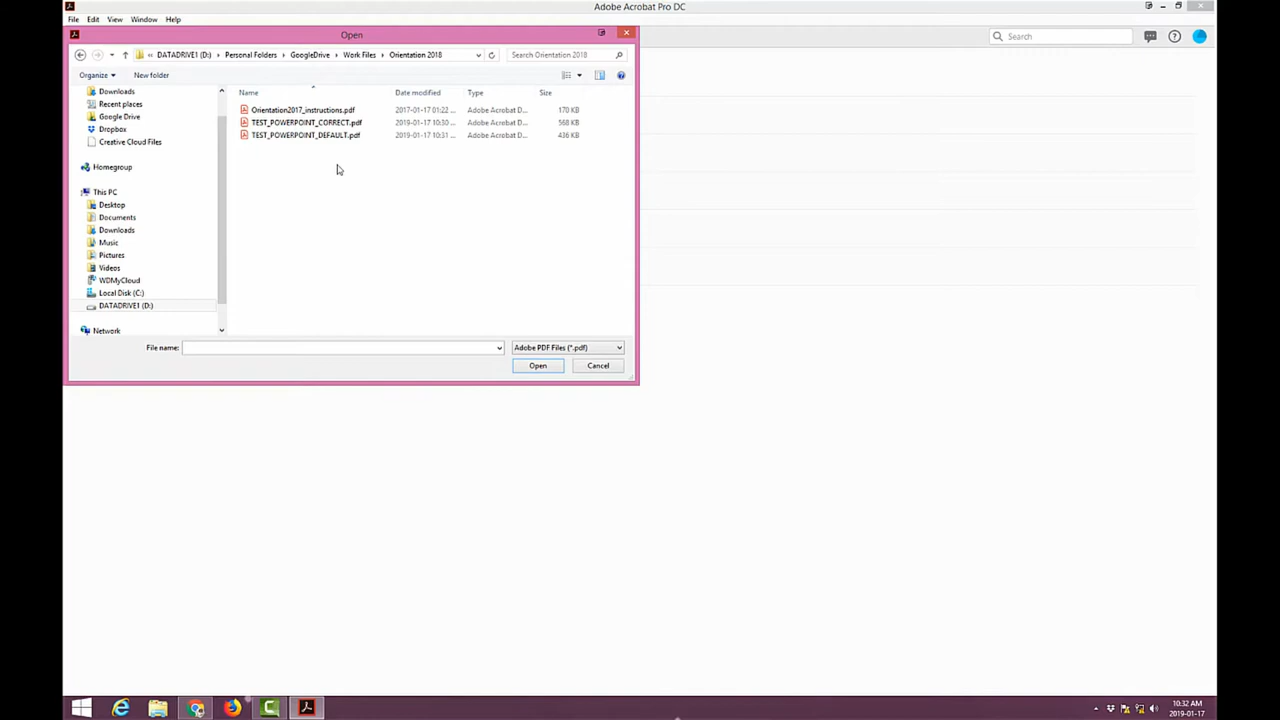 Adobe Acrobat Pro DC
File Edit View Window Help
Open
« DATADRIVE1 (D:) Personal Folders GoogleDrive Work Files Orientation 2018 Search Orientation 2018
Search
Organize New folder
Name Date modified Type Size
Downloads
Recent places
Google Drive
Dropbox
Creative Cloud Files
Homegroup
This PC
Desktop
Documents
Downloads
Music
Pictures
Videos
WDMyCloud
Local Disk (C:)
DATADRIVE1 (D:)
Network
Orientation2017_instructions.pdf 2017-01-17 01:22 ... Adobe Acrobat D... 170 KB
TEST_POWERPOINT_CORRECT.pdf 2019-01-17 10:30 ... Adobe Acrobat D... 568 KB
TEST_POWERPOINT_DEFAULT.pdf 2019-01-17 10:31 ... Adobe Acrobat D... 436 KB
File name: Adobe PDF Files (*.pdf)
Open Cancel
10:32 AM
2019-01-17